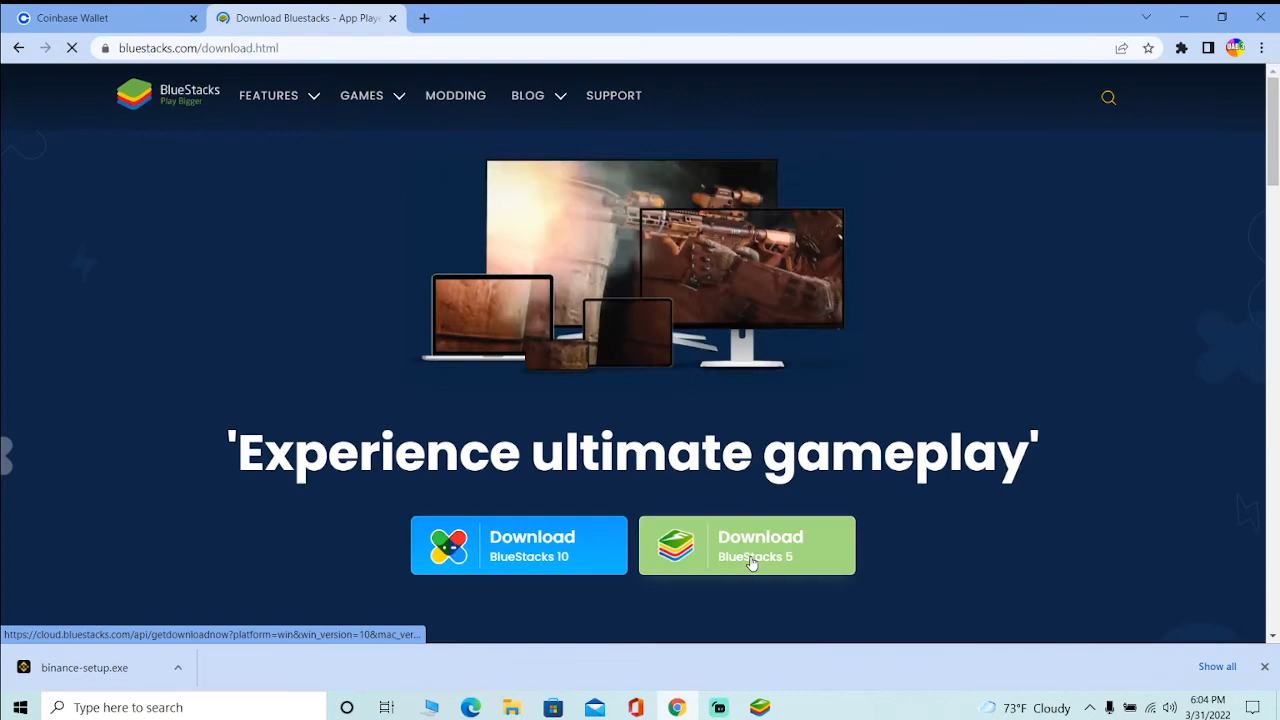 Coinbase Wallet
Download Bluestacks - App Playe
bluestacks.com/download.html
BlueStacks
Play Bigger
FEATURES
GAMES
MODDING
BLOG
SUPPORT
'Experience ultimate gameplay'
Download
BlueStacks 10
Download
BlueStacks 5
https://cloud.bluestacks.com/api/getdownloadnow?platform=win&win_version=10&mac_ver...
binance-setup.exe
Show all
Type here to search
73°F Cloudy
6:04 PM
3/31/2022